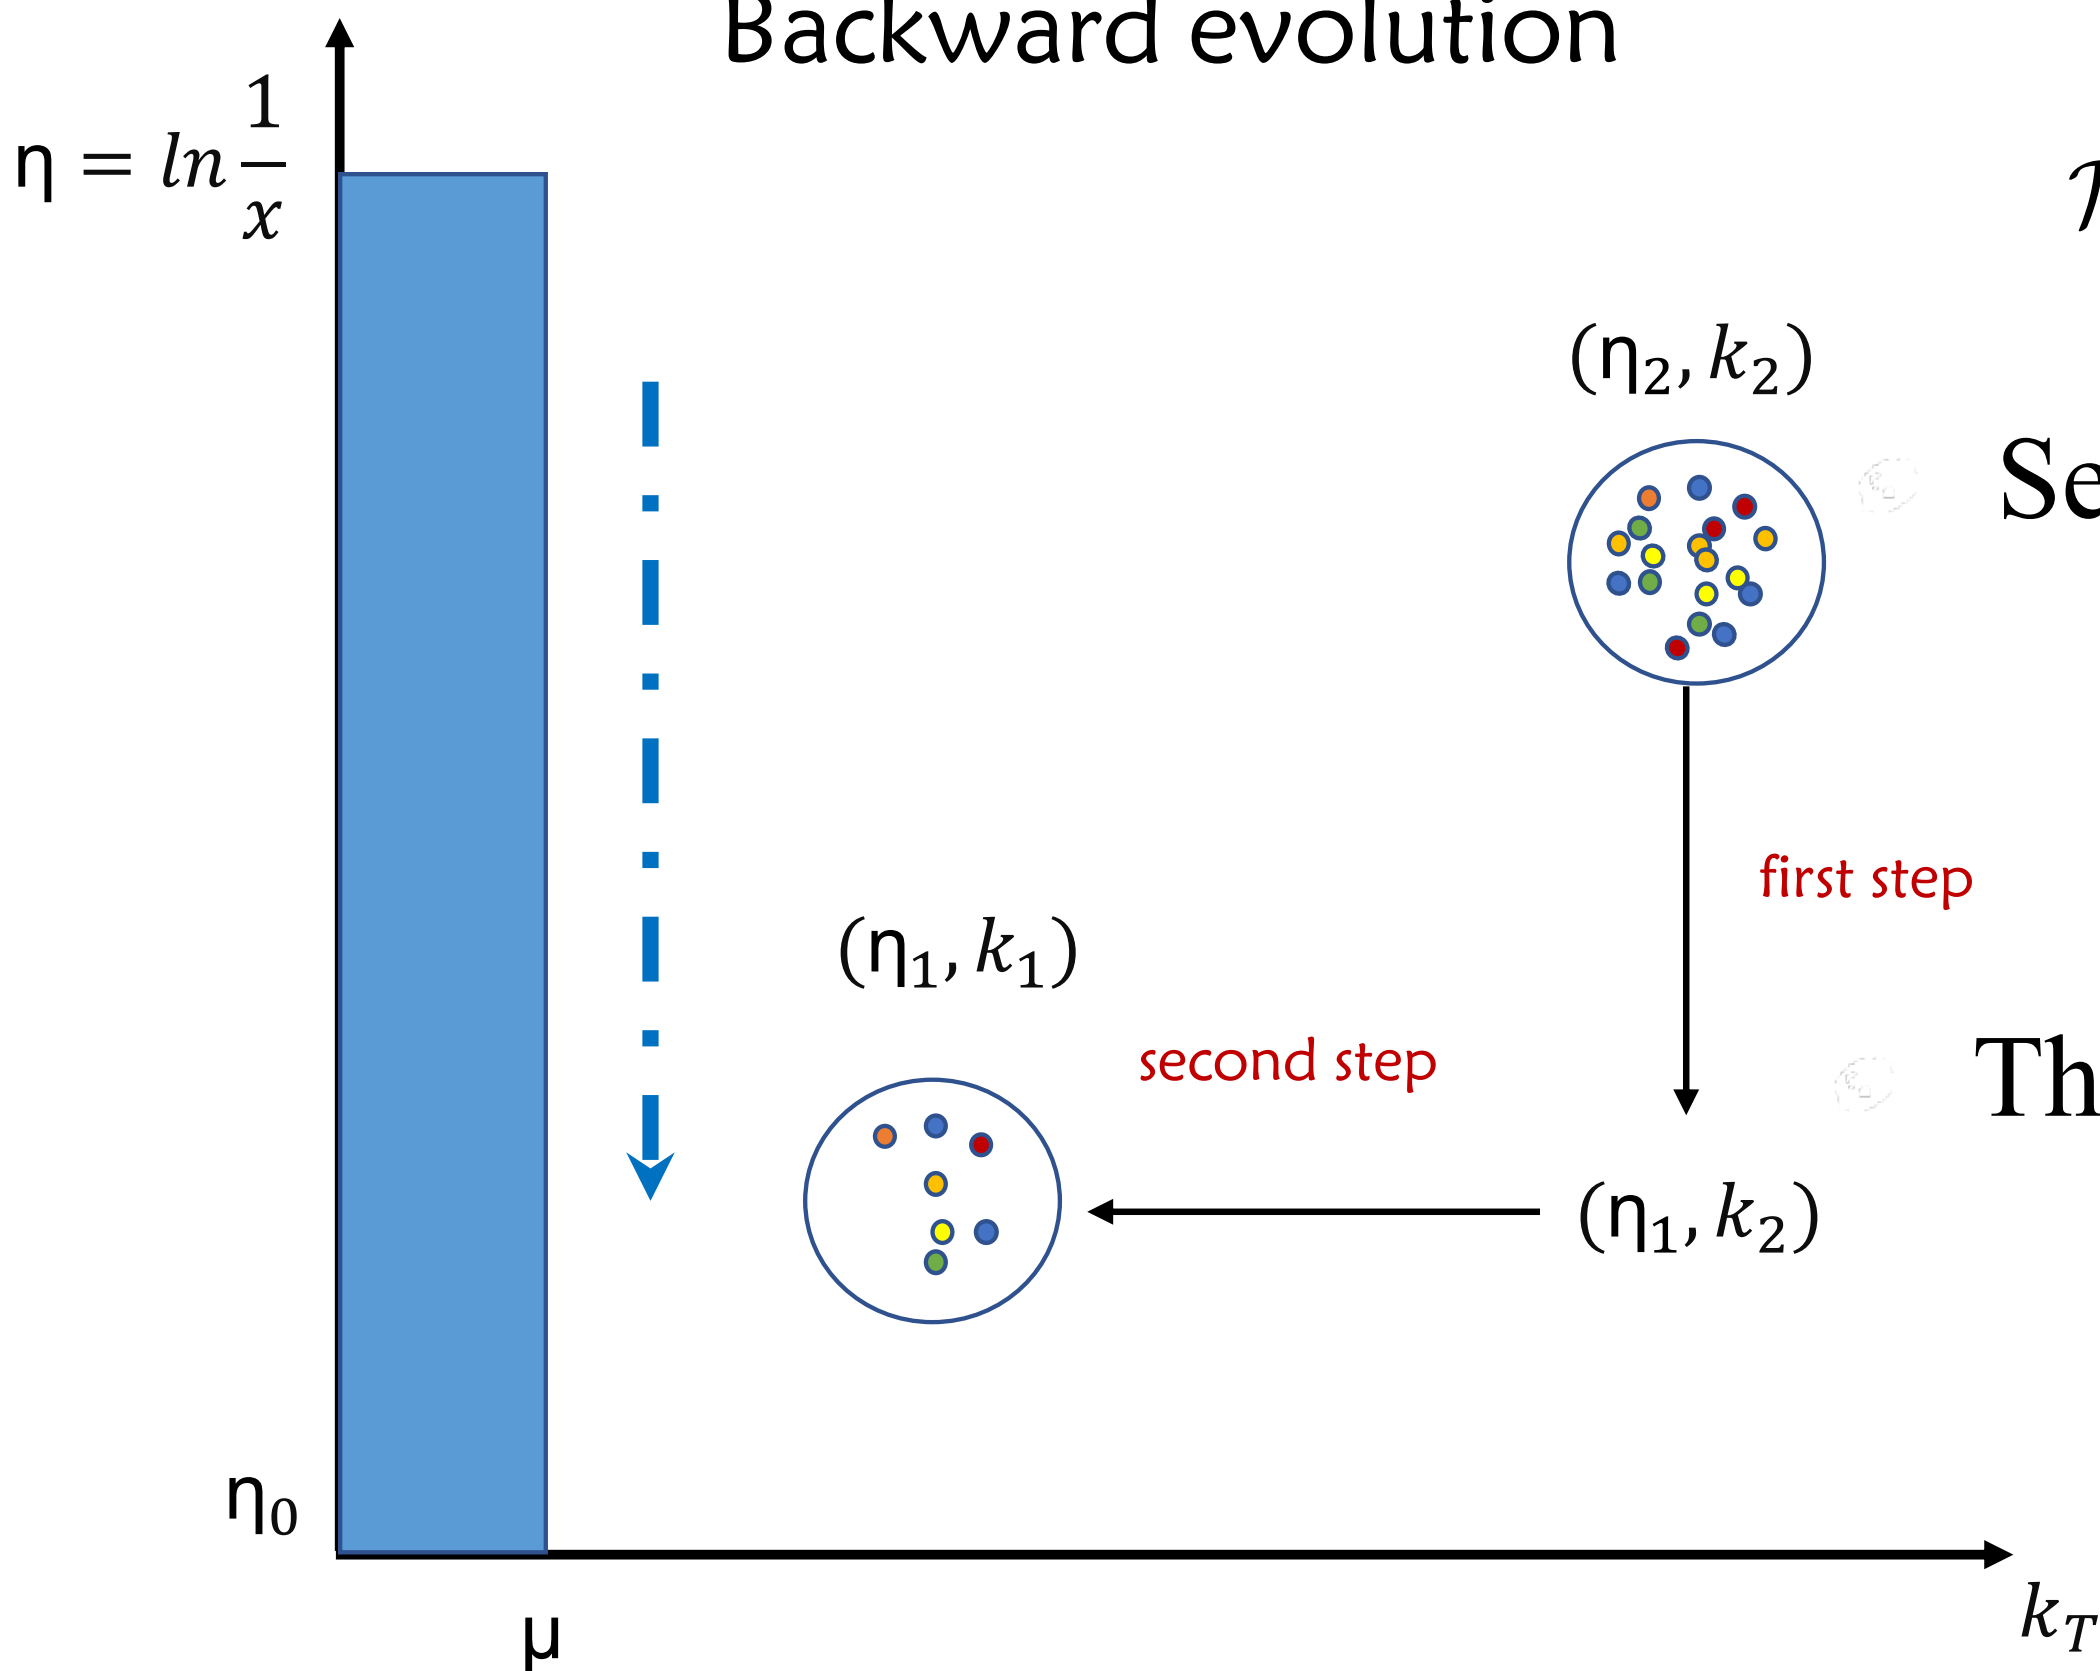 Backward evolution
η = ln 1/x
(η₂, k₂)
Se
first step
(η₁, k₁)
second step
Th
(η₁, k₂)
η₀
μ
k_T